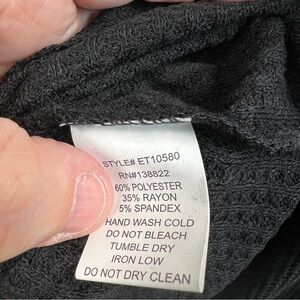 STYLE# ET10580
RN#138822
60% POLYESTER
35% RAYON
5% SPANDEX
HAND WASH COLD
DO NOT BLEACH
TUMBLE DRY
IRON LOW
DO NOT DRY CLEAN